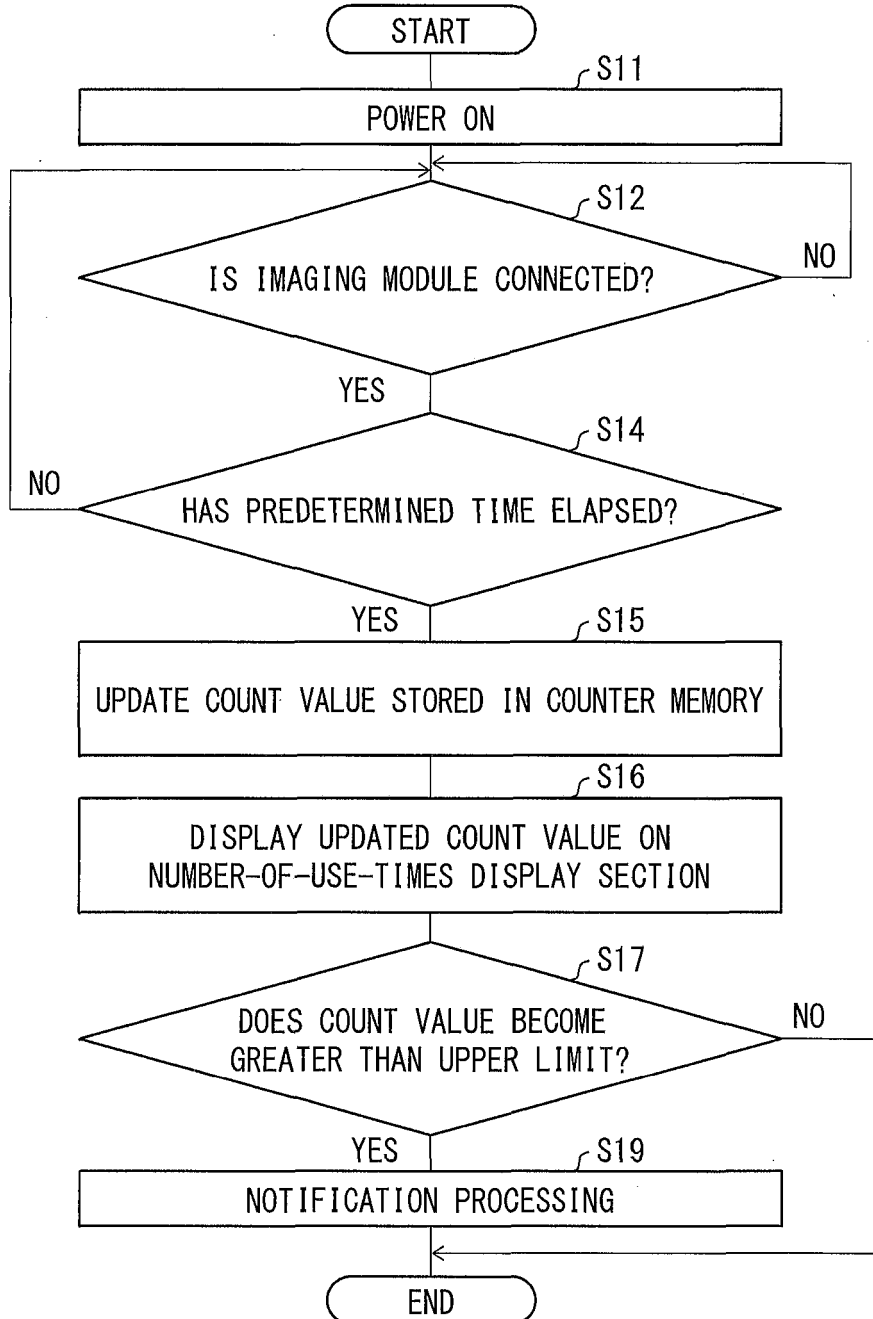 START
S11
POWER ON
S12
IS IMAGING MODULE CONNECTED?
NO
YES
S14
HAS PREDETERMINED TIME ELAPSED?
NO
YES
S15
UPDATE COUNT VALUE STORED IN COUNTER MEMORY
S16
DISPLAY UPDATED COUNT VALUE ON
NUMBER-OF-USE-TIMES DISPLAY SECTION
S17
DOES COUNT VALUE BECOME
GREATER THAN UPPER LIMIT?
NO
YES
S19
NOTIFICATION PROCESSING
END